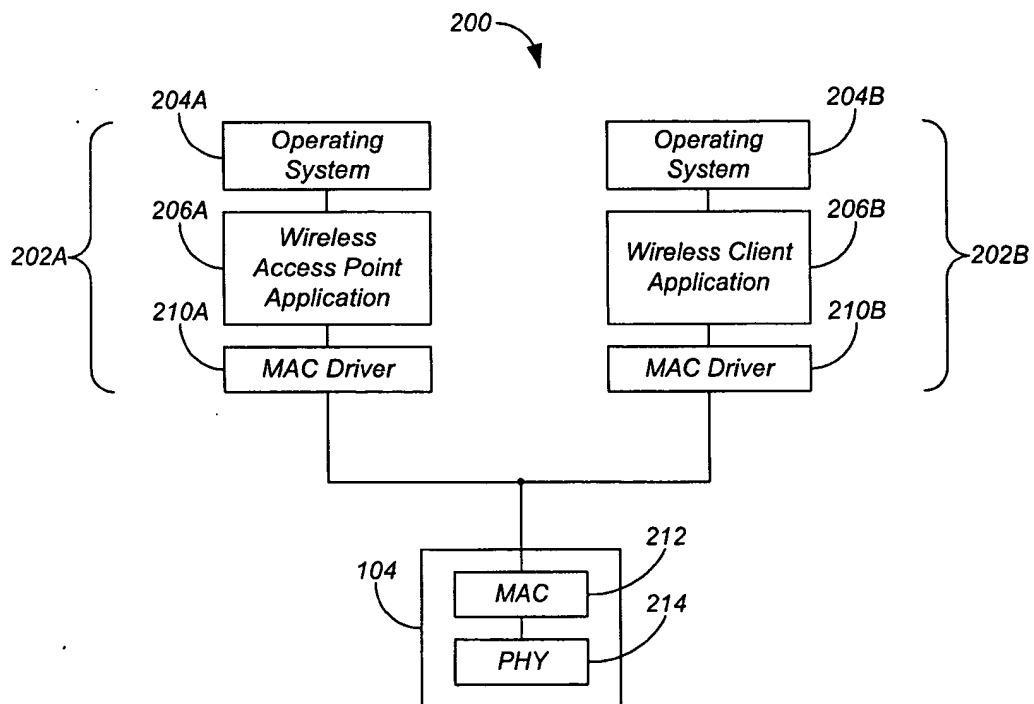 200
204A
Operating
System
204B
Operating
System
206A
Wireless
Access Point
Application
206B
Wireless Client
Application
202A
202B
210A
MAC Driver
210B
MAC Driver
104
212
MAC
214
PHY